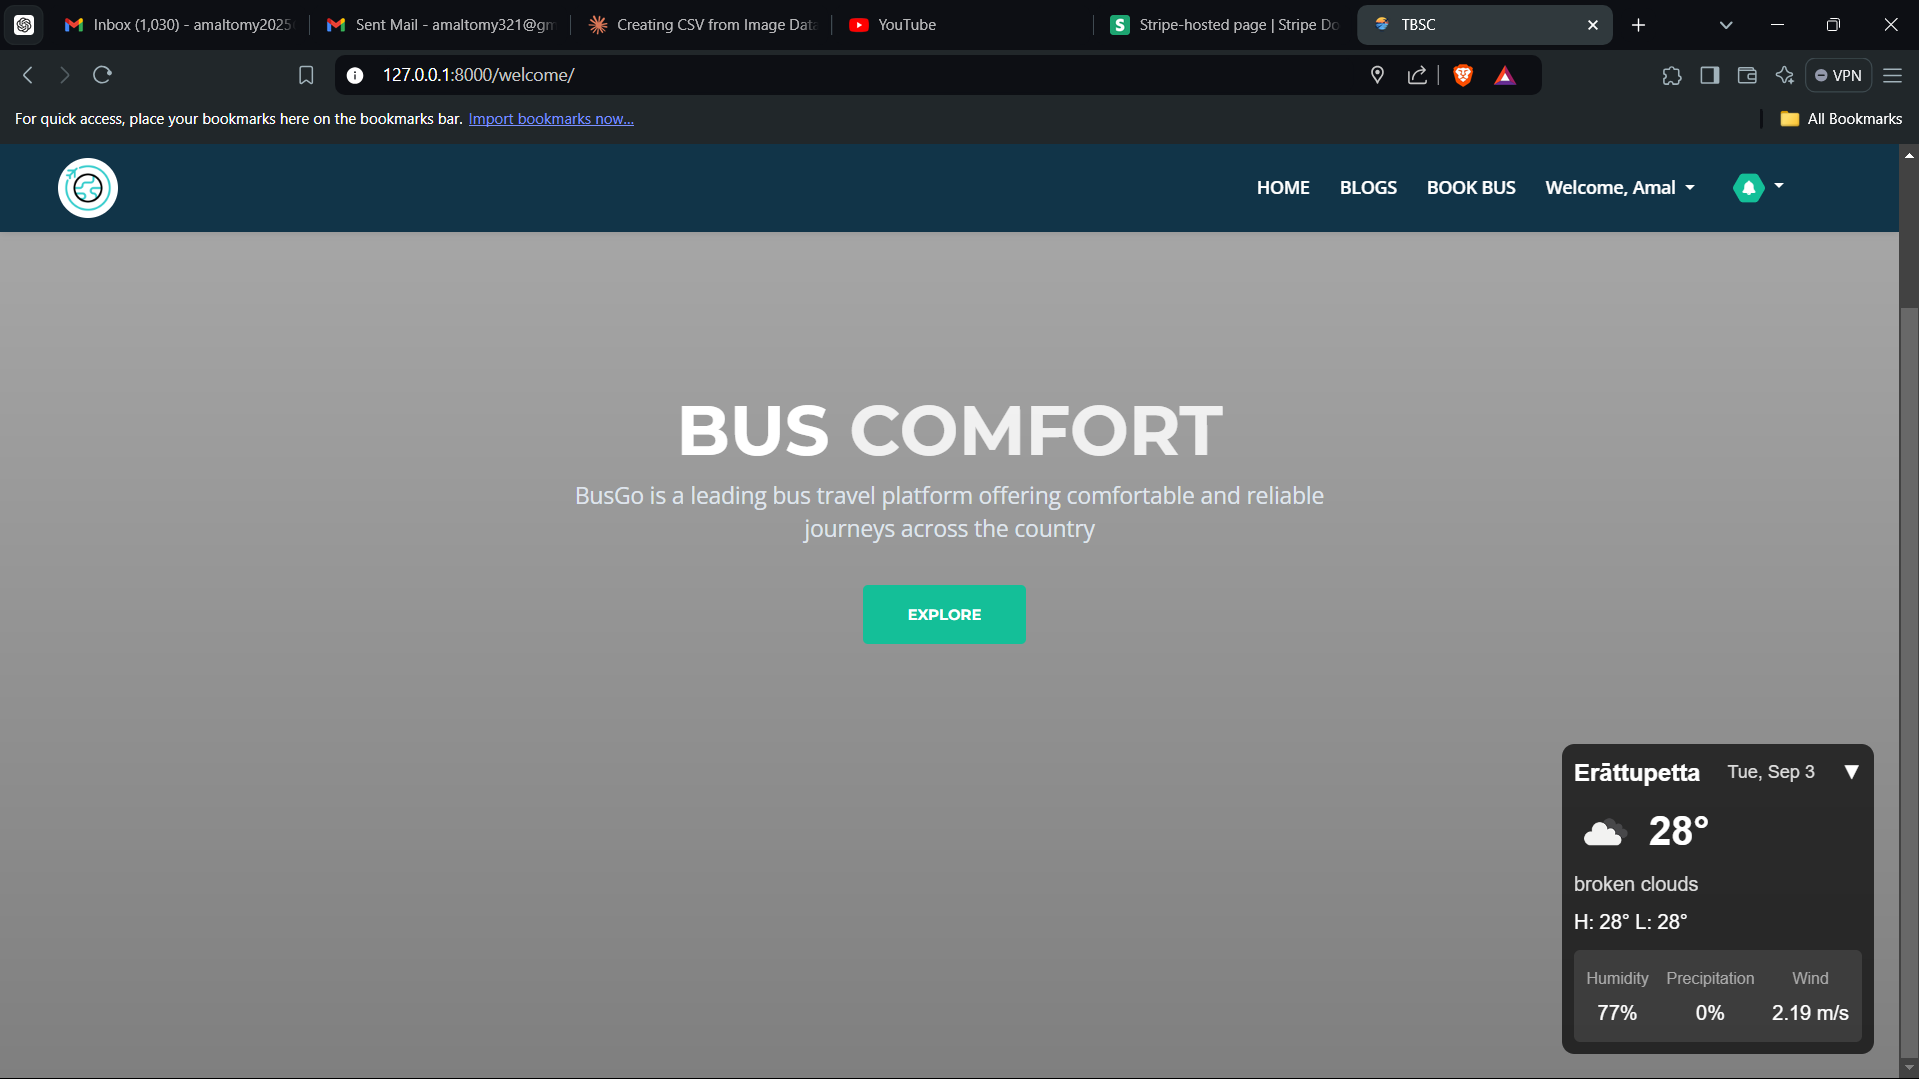 Inbox (1,030) - amaltomy2025
Sent Mail - amaltomy321@gm
Creating CSV from Image Data
YouTube
Stripe-hosted page | Stripe Do
TBSC
127.0.0.1:8000/welcome/
VPN
For quick access, place your bookmarks here on the bookmarks bar. Import bookmarks now...
All Bookmarks
HOME
BLOGS
BOOK BUS
Welcome, Amal
BUS COMFORT
BusGo is a leading bus travel platform offering comfortable and reliable
journeys across the country
EXPLORE
Erāttupetta Tue, Sep 3
28°
broken clouds
H: 28° L: 28°
Humidity Precipitation Wind
77% 0% 2.19 m/s